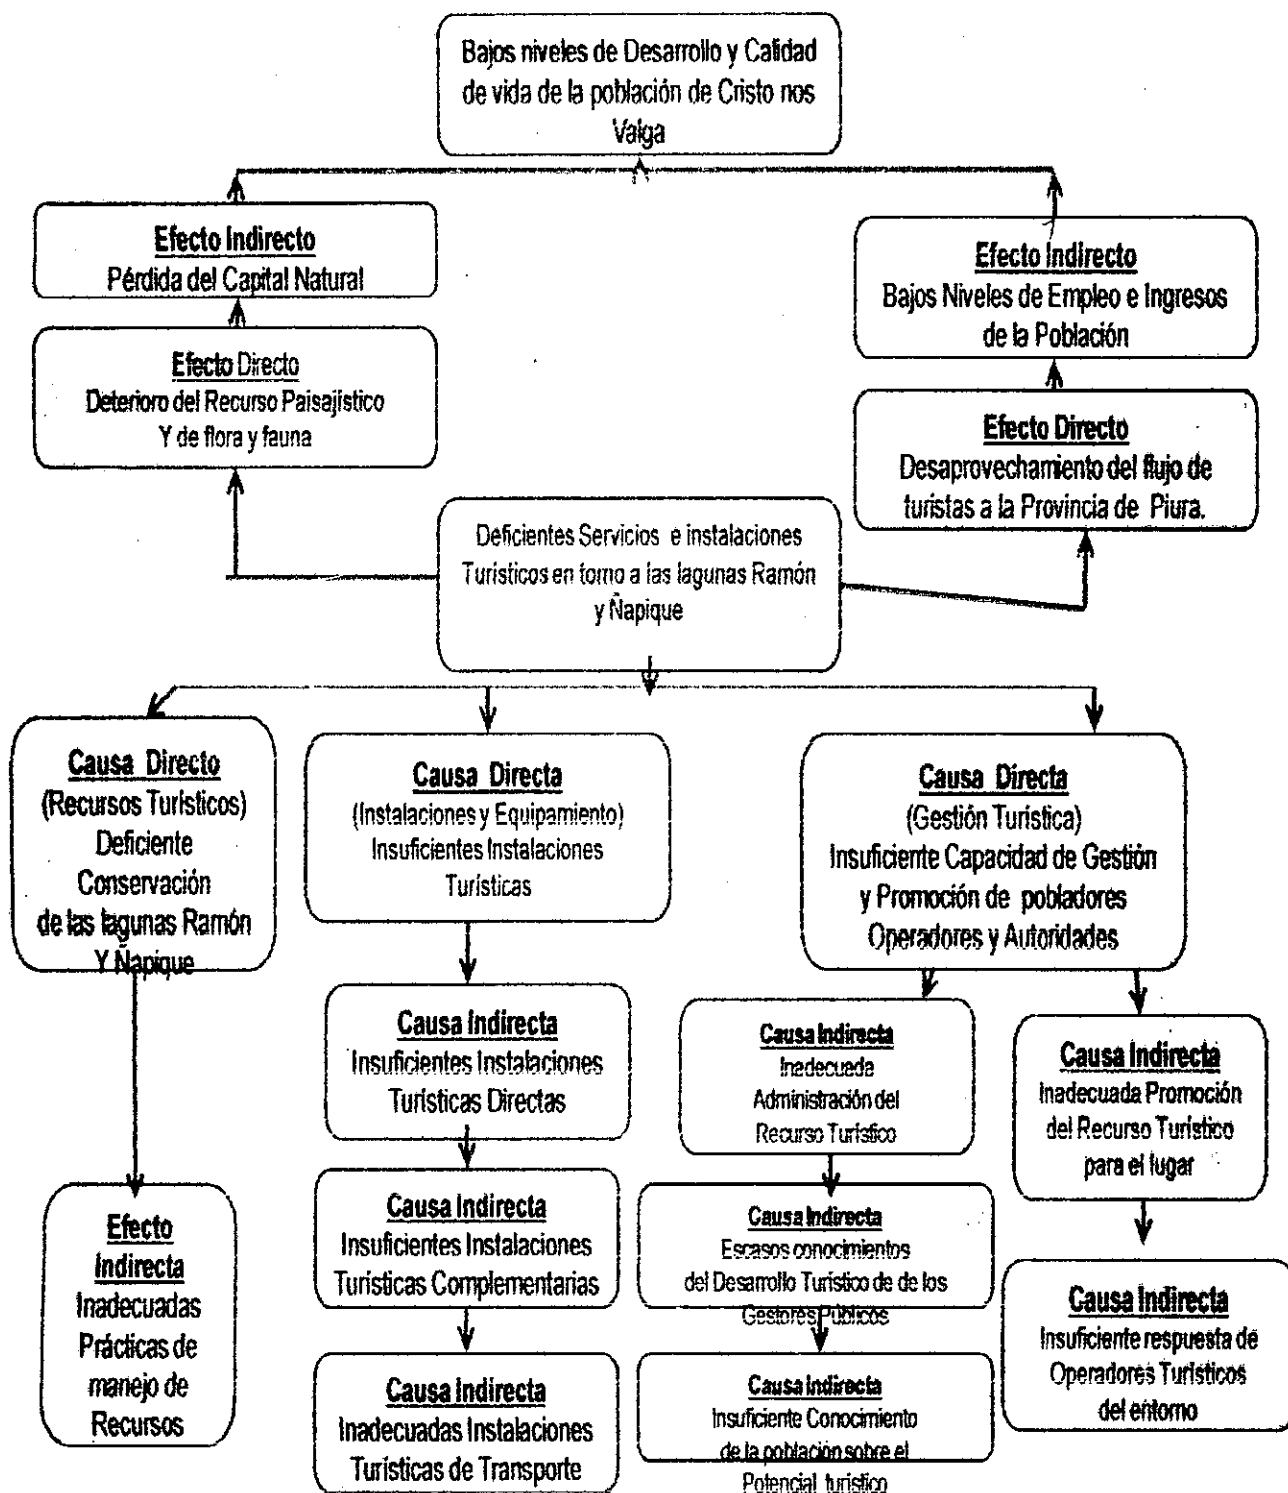 Bajos niveles de Desarrollo y Calidad
de vida de la población de Cristo nos
Valga
Efecto Indirecto
Pérdida del Capital Natural
Efecto Indirecto
Bajos Niveles de Empleo e Ingresos
de la Población
Efecto Directo
Deterioro del Recurso Paisajístico
Y de flora y fauna
Efecto Directo
Desaprovechamiento del flujo de
turistas a la Provincia de Piura.
Deficientes Servicios e instalaciones
Turísticos en torno a las lagunas Ramón
y Ñapique
Causa Directo
(Recursos Turísticos)
Deficiente
Conservación
de las lagunas Ramón
Y Ñapique
Causa Directa
(Instalaciones y Equipamiento)
Insuficientes Instalaciones
Turísticas
Causa Directa
(Gestión Turística)
Insuficiente Capacidad de Gestión
y Promoción de pobladores
Operadores y Autoridades
Causa Indirecta
Insuficientes Instalaciones
Turísticas Directas
Causa Indirecta
Inadecuada
Administración del
Recurso Turístico
Causa Indirecta
Inadecuada Promoción
del Recurso Turístico
para el lugar
Efecto
Indirecta
Inadecuadas
Prácticas de
manejo de
Recursos
Causa Indirecta
Insuficientes Instalaciones
Turísticas Complementarias
Causa Indirecta
Escasos conocimientos
del Desarrollo Turístico de de los
Gestores Públicos
Causa Indirecta
Insuficiente respuesta de
Operadores Turísticos
del entorno
Causa Indirecta
Inadecuadas Instalaciones
Turísticas de Transporte
Causa Indirecta
Insuficiente Conocimiento
de la población sobre el
Potencial turístico